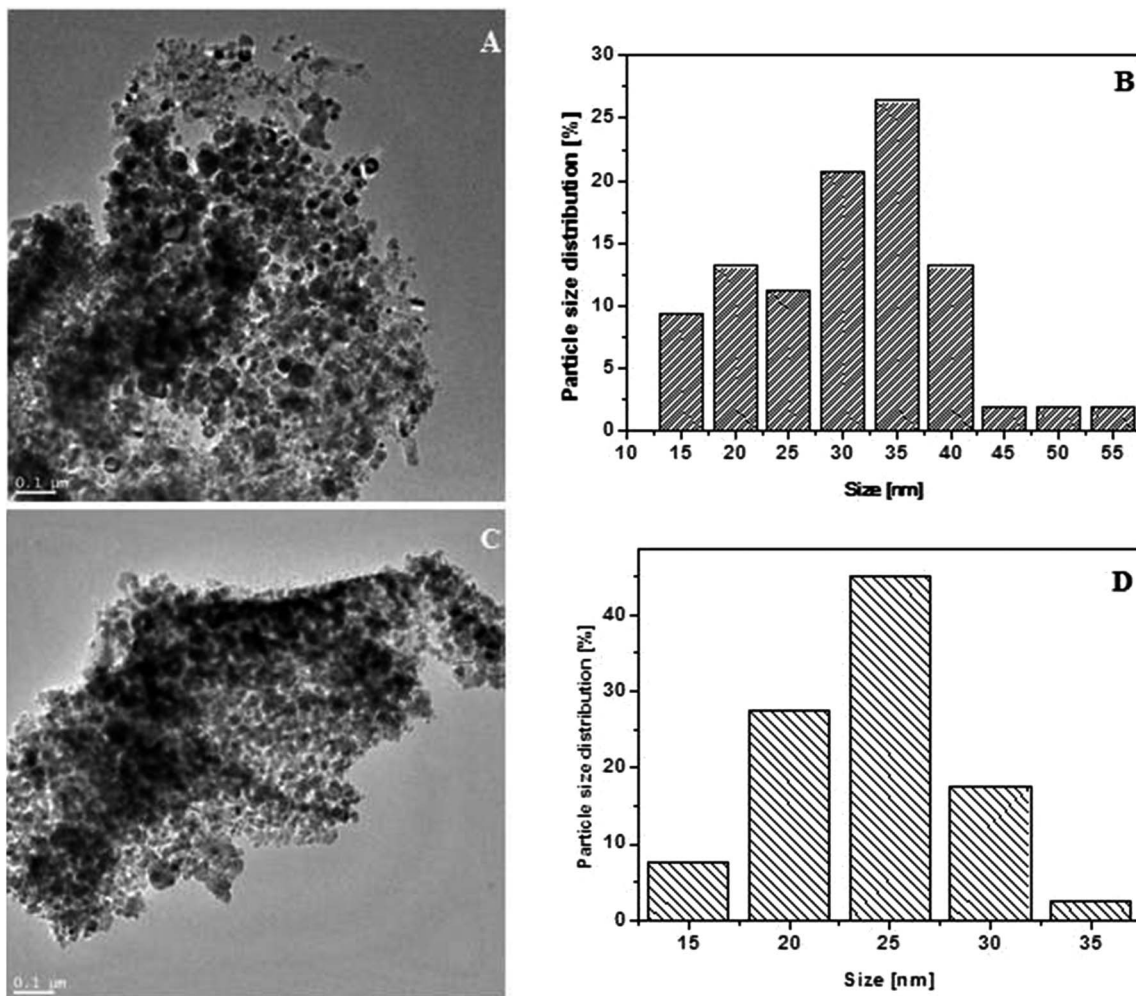 A
0.1 µm
B
Particle size distribution [%]
30
25
20
15
10
5
0
10 15 20 25 30 35 40 45 50 55
Size [nm]
C
0.1 µm
D
Particle size distribution [%]
40
30
20
10
0
15 20 25 30 35
Size [nm]